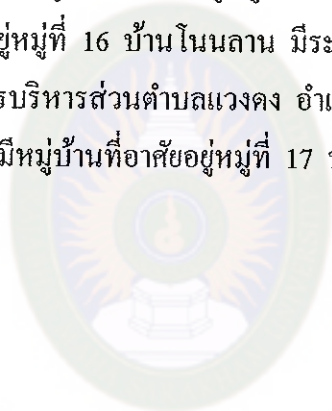 ยู่หมู่ที่ 16 บ้านโนนลาน มีระ
รบริหารส่วนตำบลแวงดง อำเ
มีหมู่บ้านที่อาศัยอยู่หมู่ที่ 17